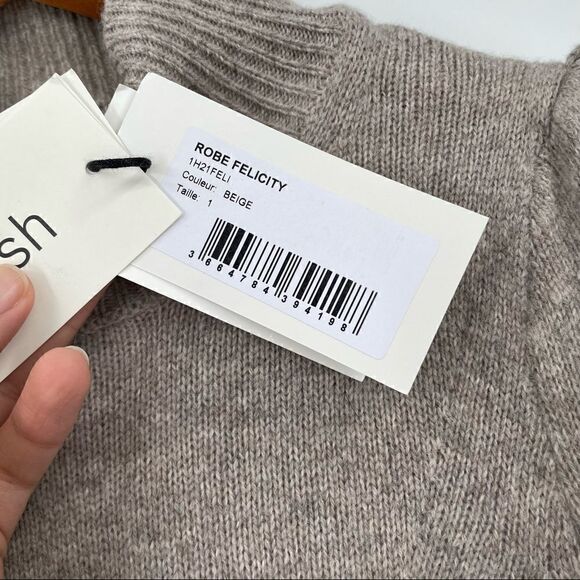 sh
ROBE FELICITY
1H21FELI
Couleur: BEIGE
Taille: 1
3664784394198